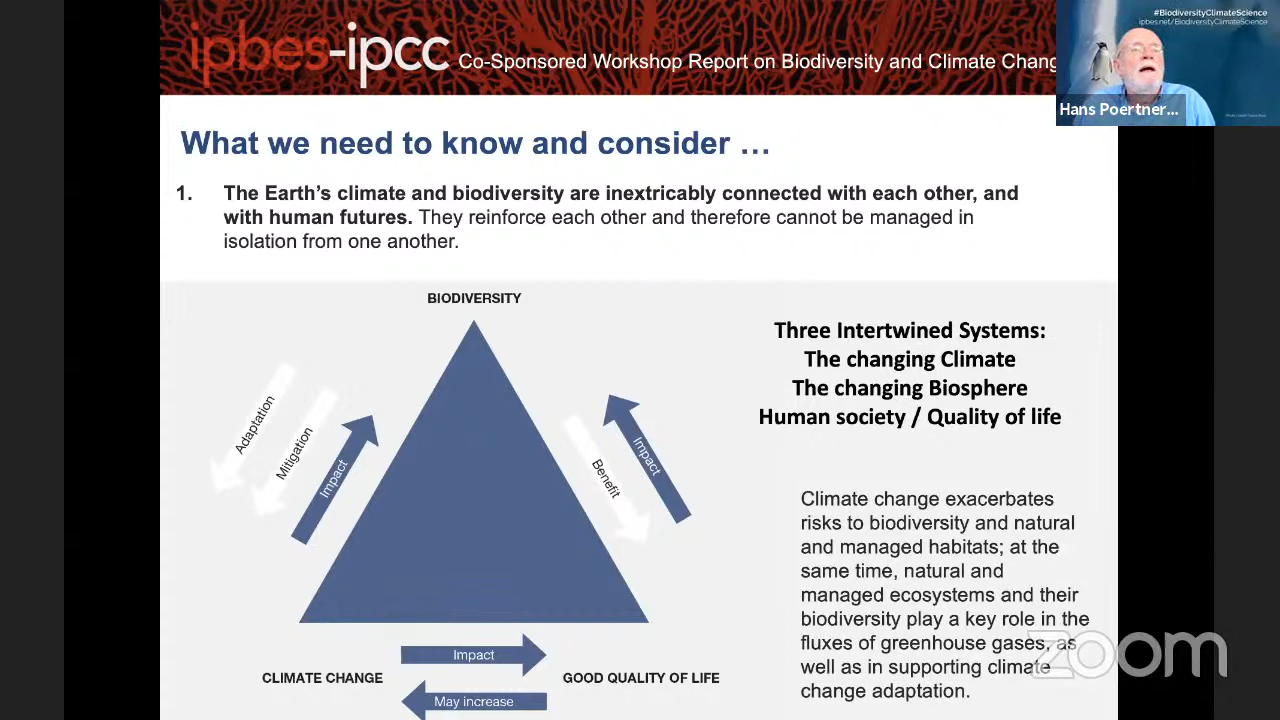 #BiodiversityClimateScience
ipbes.net/BiodiversityClimateScience
ipbes-ipcc Co-Sponsored Workshop Report on Biodiversity and Climate Chang
Hans Poertner...
What we need to know and consider …
1. The Earth's climate and biodiversity are inextricably connected with each other, and
with human futures. They reinforce each other and therefore cannot be managed in
isolation from one another.
BIODIVERSITY
Adaptation
Mitigation
Impact
Benefit
Impact
CLIMATE CHANGE
Impact
May increase
GOOD QUALITY OF LIFE
Three Intertwined Systems:
The changing Climate
The changing Biosphere
Human society / Quality of life
Climate change exacerbates
risks to biodiversity and natural
and managed habitats; at the
same time, natural and
managed ecosystems and their
biodiversity play a key role in the
fluxes of greenhouse gases, as
well as in supporting climate
change adaptation.
zoom